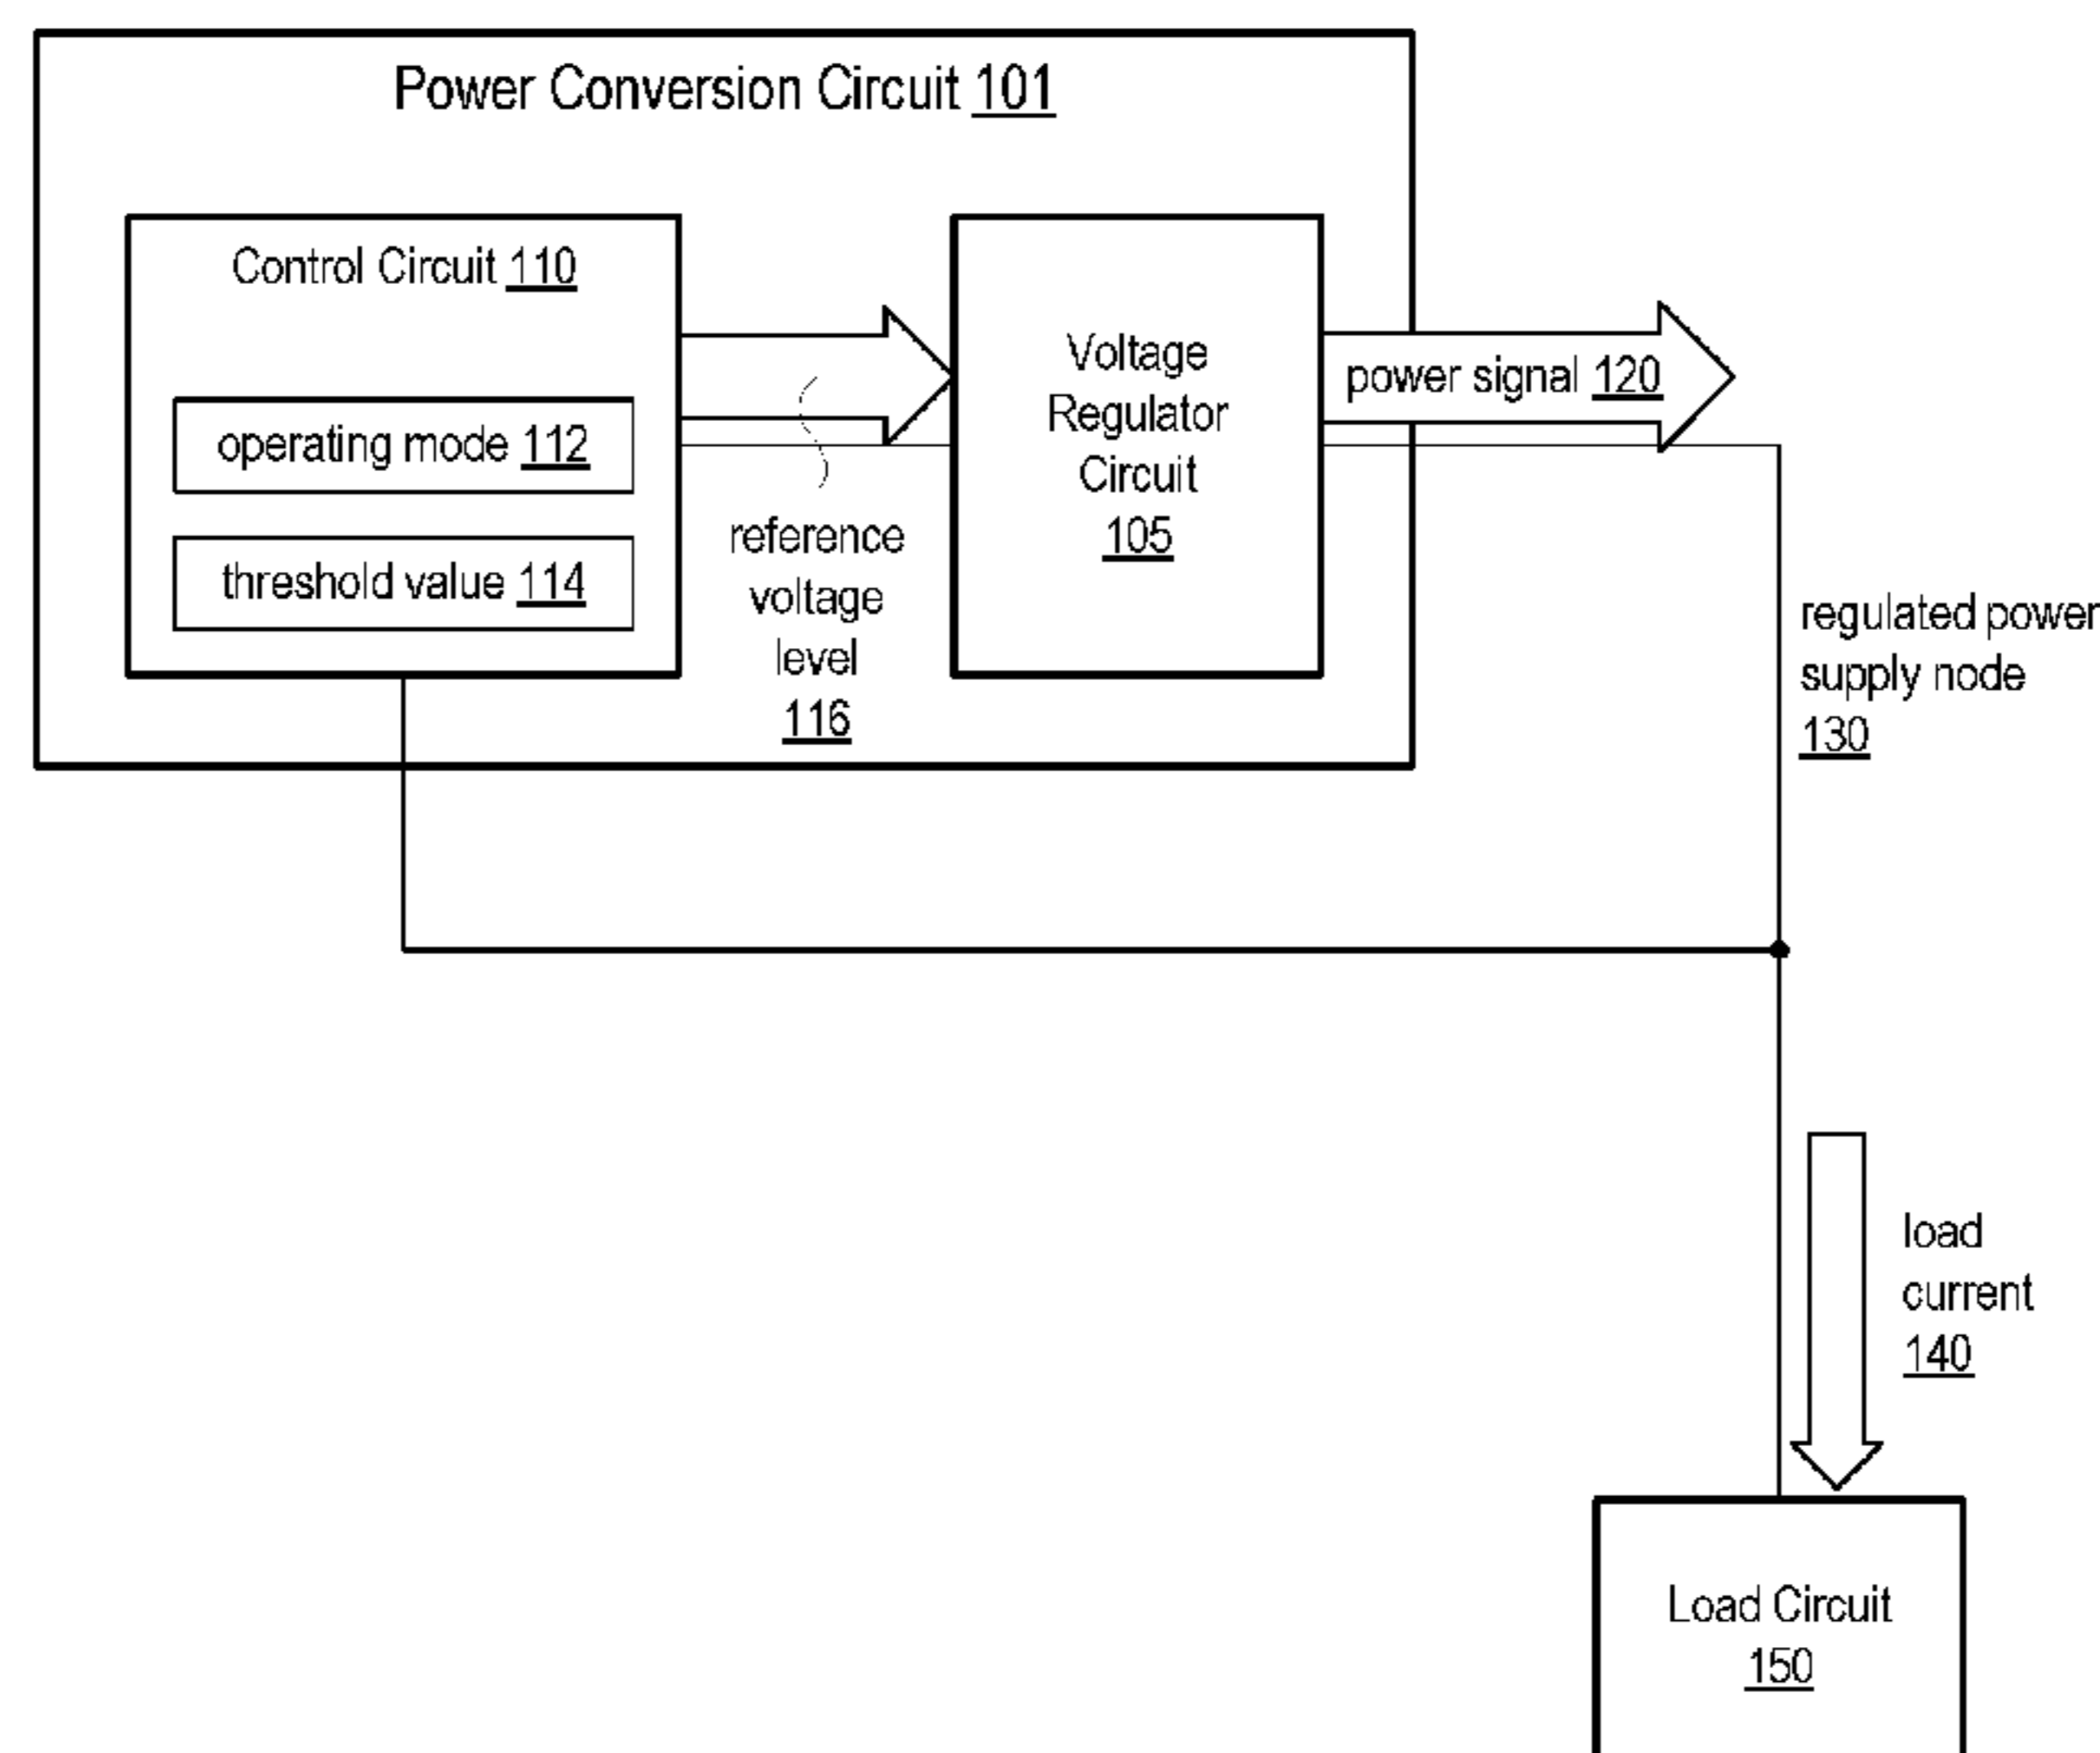 Power Conversion Circuit 101
Control Circuit 110
operating mode 112
threshold value 114
reference
voltage
level
116
Voltage
Regulator
Circuit
105
power signal 120
regulated power
supply node
130
load
current
140
Load Circuit
150